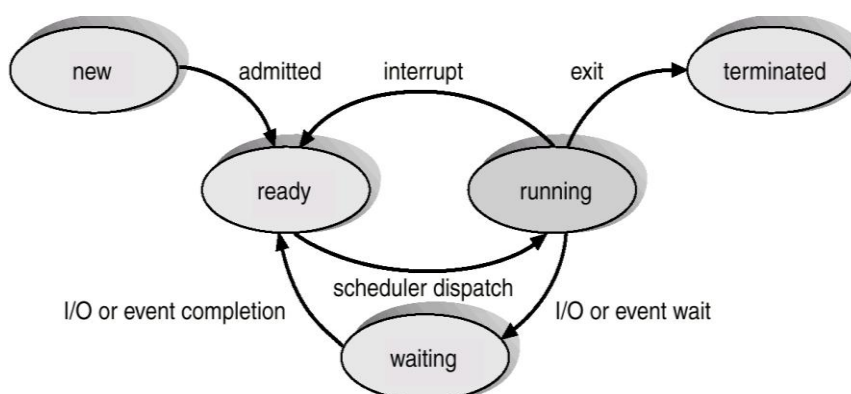 new
admitted
interrupt
exit
terminated
ready
running
scheduler dispatch
I/O or event completion
I/O or event wait
waiting